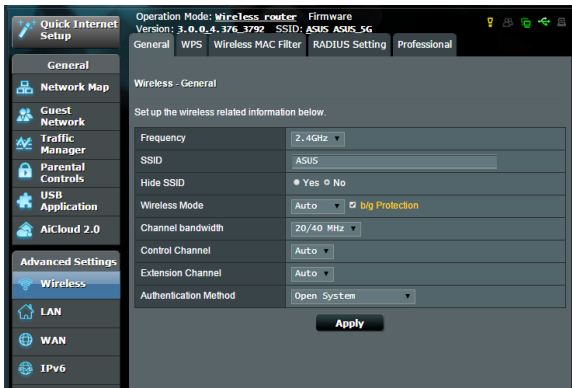 Quick Internet
Setup
Operation Mode: Wireless router Firmware
Version: 3.0.0.4.376_3792 SSID: ASUS ASUS_5G
General WPS Wireless MAC Filter RADIUS Setting Professional
General
Network Map
Guest
Network
Traffic
Manager
Parental
Controls
USB
Application
AiCloud 2.0
Advanced Settings
Wireless
LAN
WAN
IPv6
Wireless - General
Set up the wireless related information below.
Frequency 2.4GHz
SSID ASUS
Hide SSID Yes No
Wireless Mode Auto b/g Protection
Channel bandwidth 20/40 MHz
Control Channel Auto
Extension Channel Auto
Authentication Method Open System
Apply